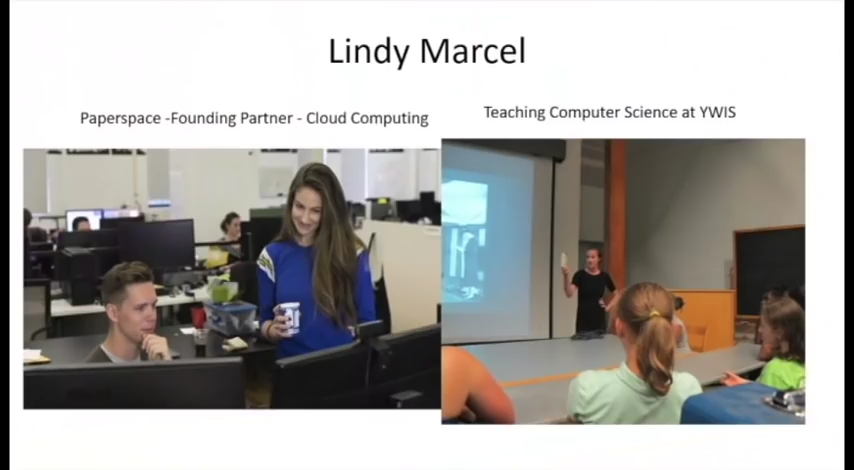 Lindy Marcel
Paperspace -Founding Partner - Cloud Computing
Teaching Computer Science at YWIS